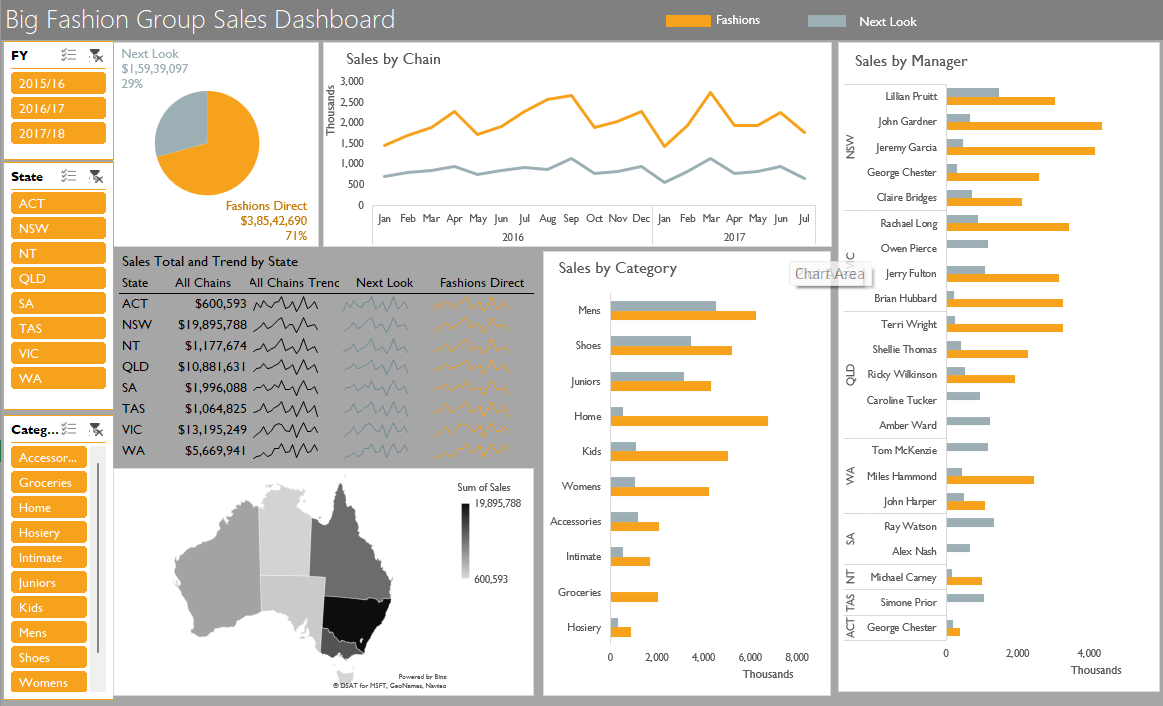 Big Fashion Group Sales Dashboard
Fashions
Next Look
FY
2015/16
2016/17
2017/18
State
ACT
NSW
NT
QLD
SA
TAS
VIC
WA
Categ...
Accessor...
Groceries
Home
Hosiery
Intimate
Juniors
Kids
Mens
Shoes
Womens
Next Look
$1,59,39,097
29%
Fashions Direct
$3,85,42,690
71%
Sales by Chain
Thousands
3,000
2,500
2,000
1,500
1,000
500
0
Jan Feb Mar Apr May Jun Jul Aug Sep Oct Nov Dec Jan Feb Mar Apr May Jun Jul
2016 2017
Sales Total and Trend by State
State All Chains All Chains Trenc Next Look Fashions Direct
ACT $600,593
NSW $19,895,788
NT $1,177,674
QLD $10,881,631
SA $1,996,088
TAS $1,064,825
VIC $13,195,249
WA $5,669,941
Sum of Sales
19,895,788
600,593
Powered by Bing
© DSAT for MSFT, GeoNames, Navteq
Sales by Category
Mens
Shoes
Juniors
Home
Kids
Womens
Accessories
Intimate
Groceries
Hosiery
0 2,000 4,000 6,000 8,000
Thousands
Chart Area
Sales by Manager
NSW
Lillian Pruitt
John Gardner
Jeremy Garcia
George Chester
Claire Bridges
VIC
Rachael Long
Owen Pierce
Jerry Fulton
Brian Hubbard
QLD
Terri Wright
Shellie Thomas
Ricky Wilkinson
Caroline Tucker
Amber Ward
WA
Tom McKenzie
Miles Hammond
John Harper
SA
Ray Watson
Alex Nash
NT
Michael Carney
TAS
Simone Prior
ACT
George Chester
0 2,000 4,000
Thousands